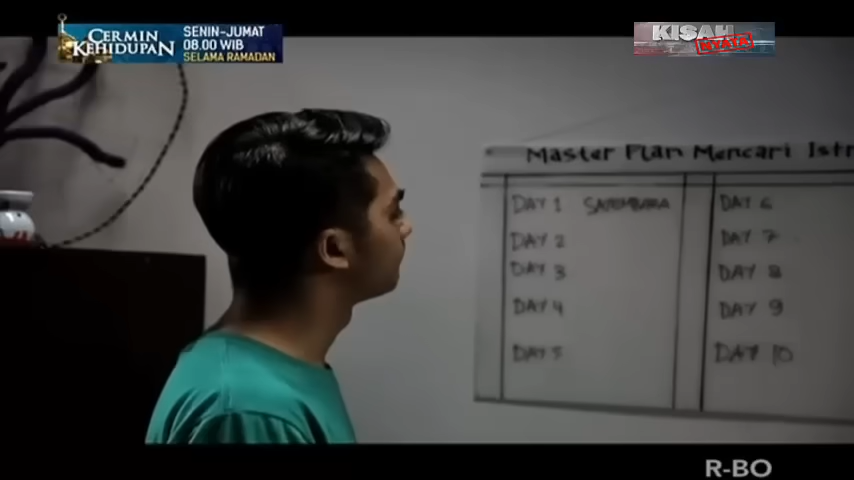 CERMIN KEHIDUPAN
SENIN-JUMAT
08.00 WIB
SELAMA RAMADAN
KISAH
NYATA
Master Plan Mencari Istr
DAY 1 SAYEMBARA
DAY 2
DAY 3
DAY 4
DAY 5
DAY 6
DAY 7
DAY 8
DAY 9
DAY 10
R-BO